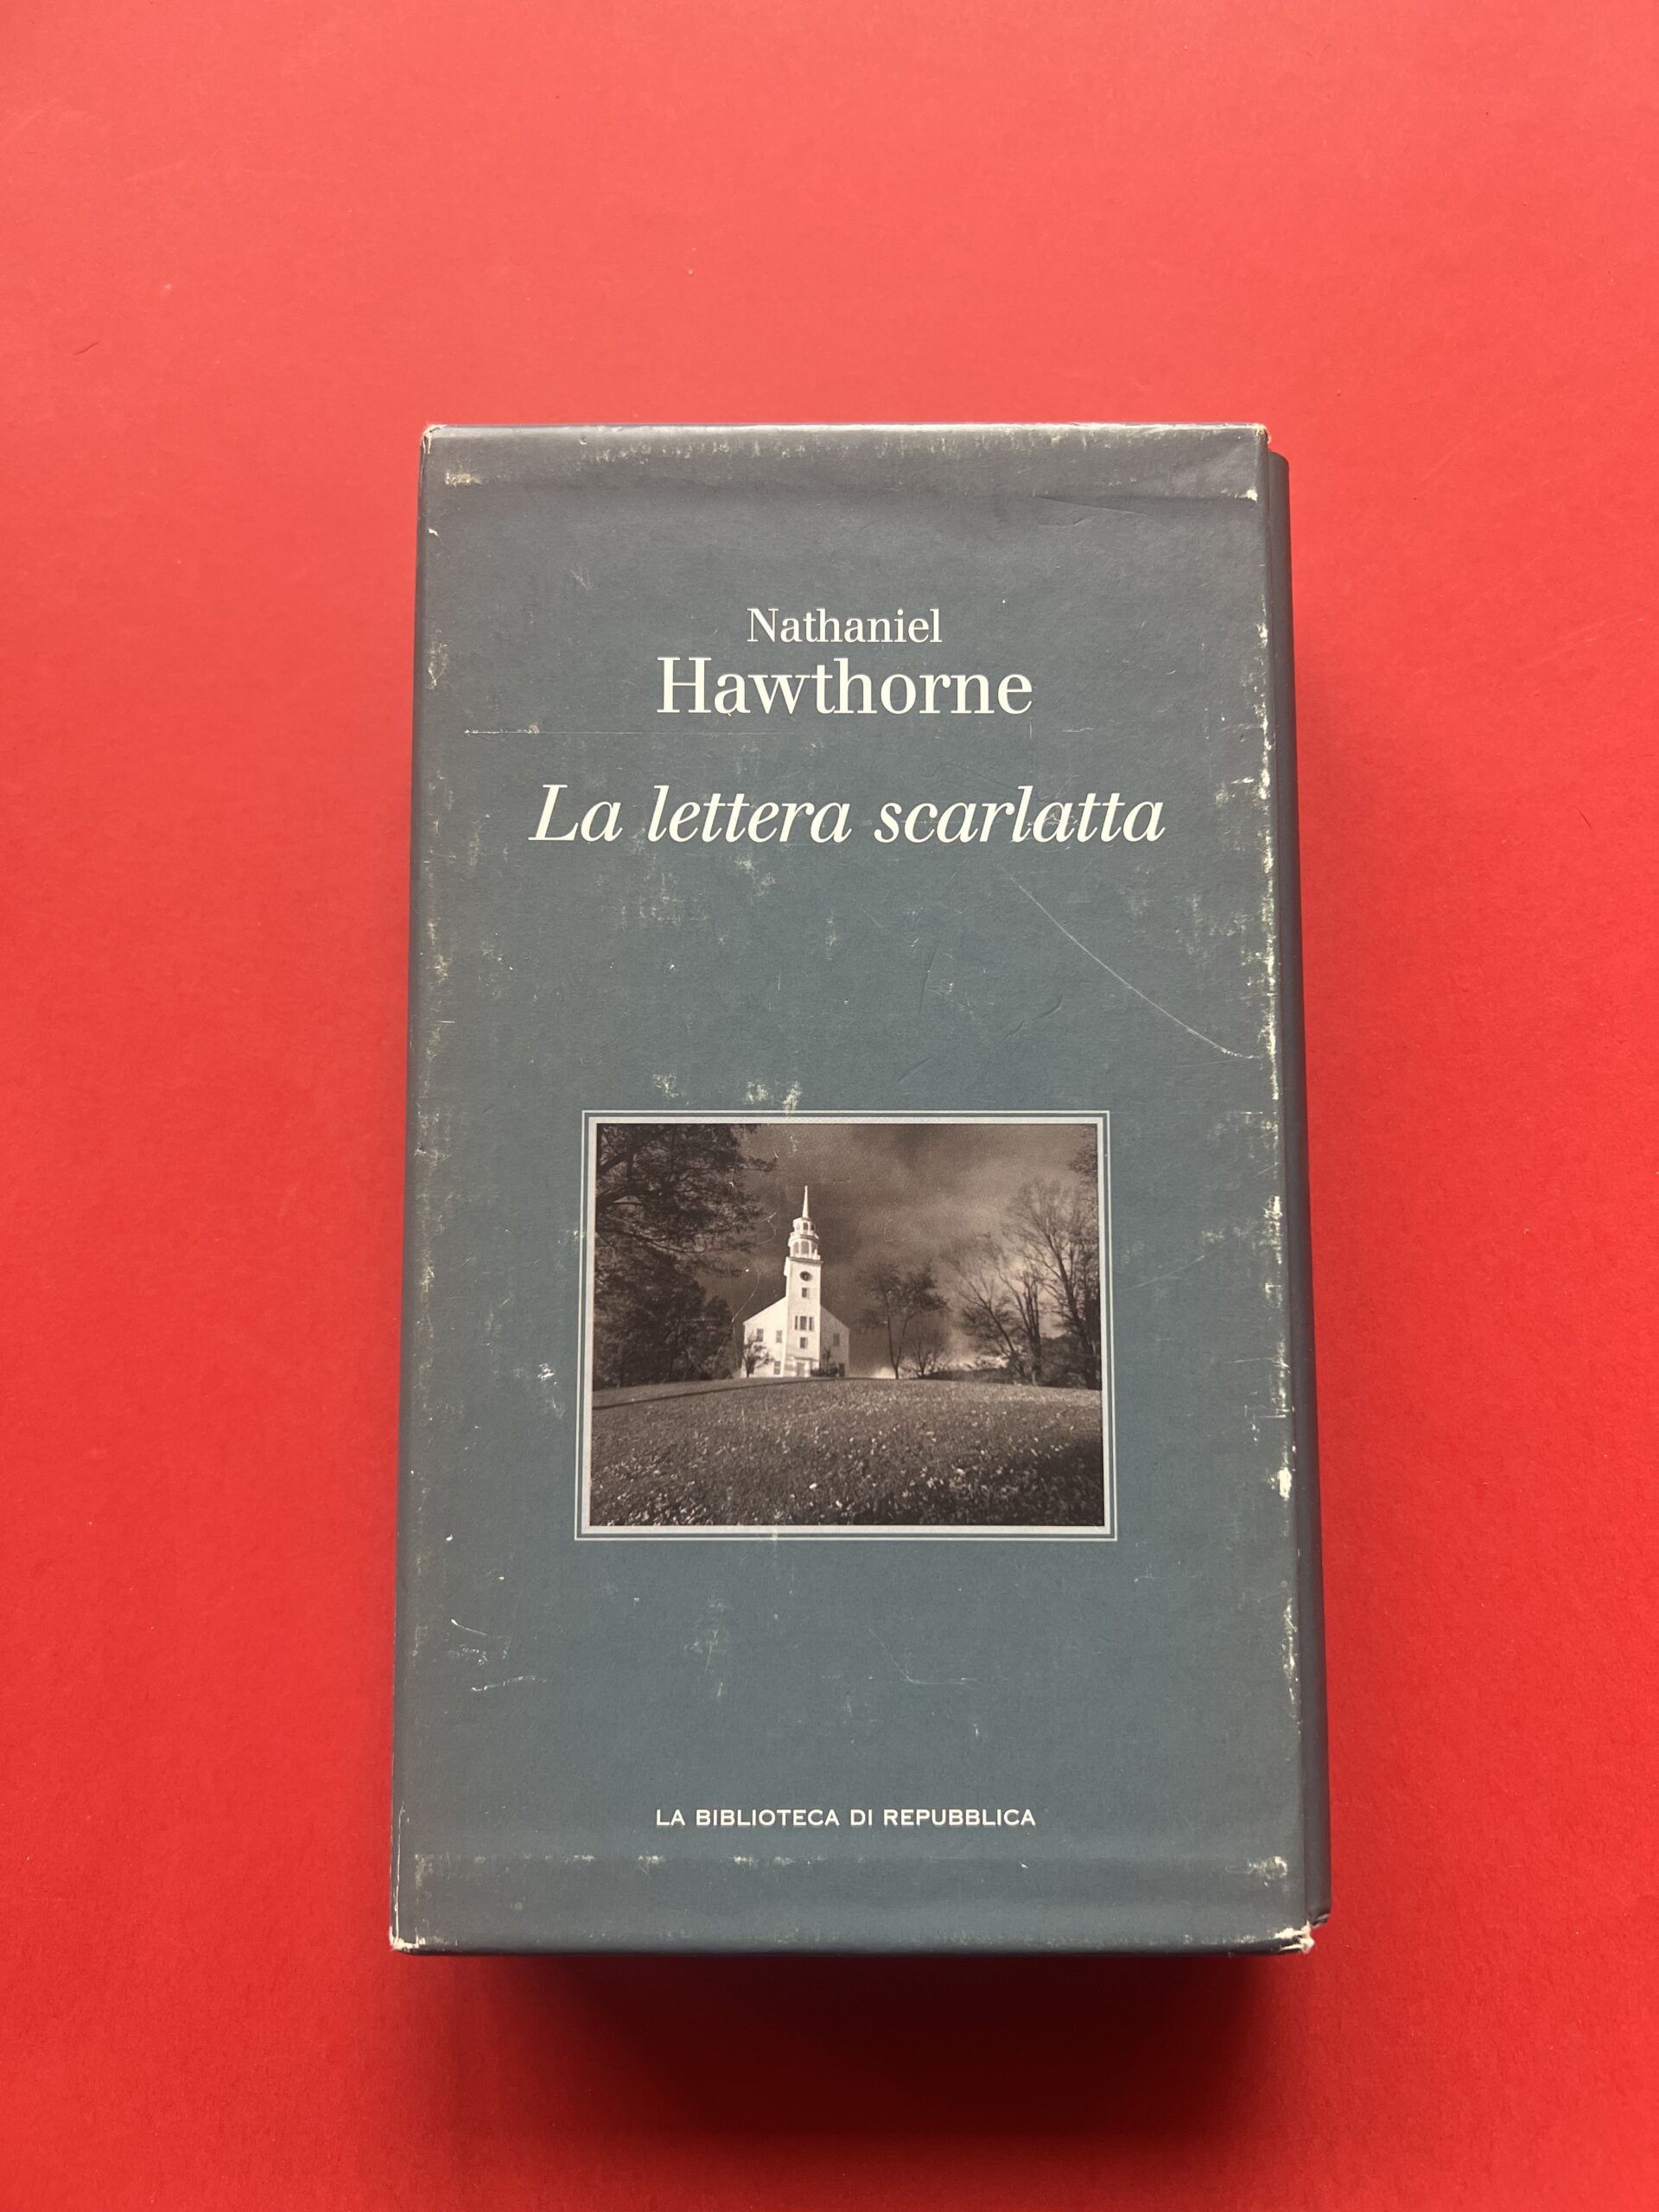 Nathaniel
Hawthorne
La lettera scarlatta
LA BIBLIOTECA DI REPUBBLICA